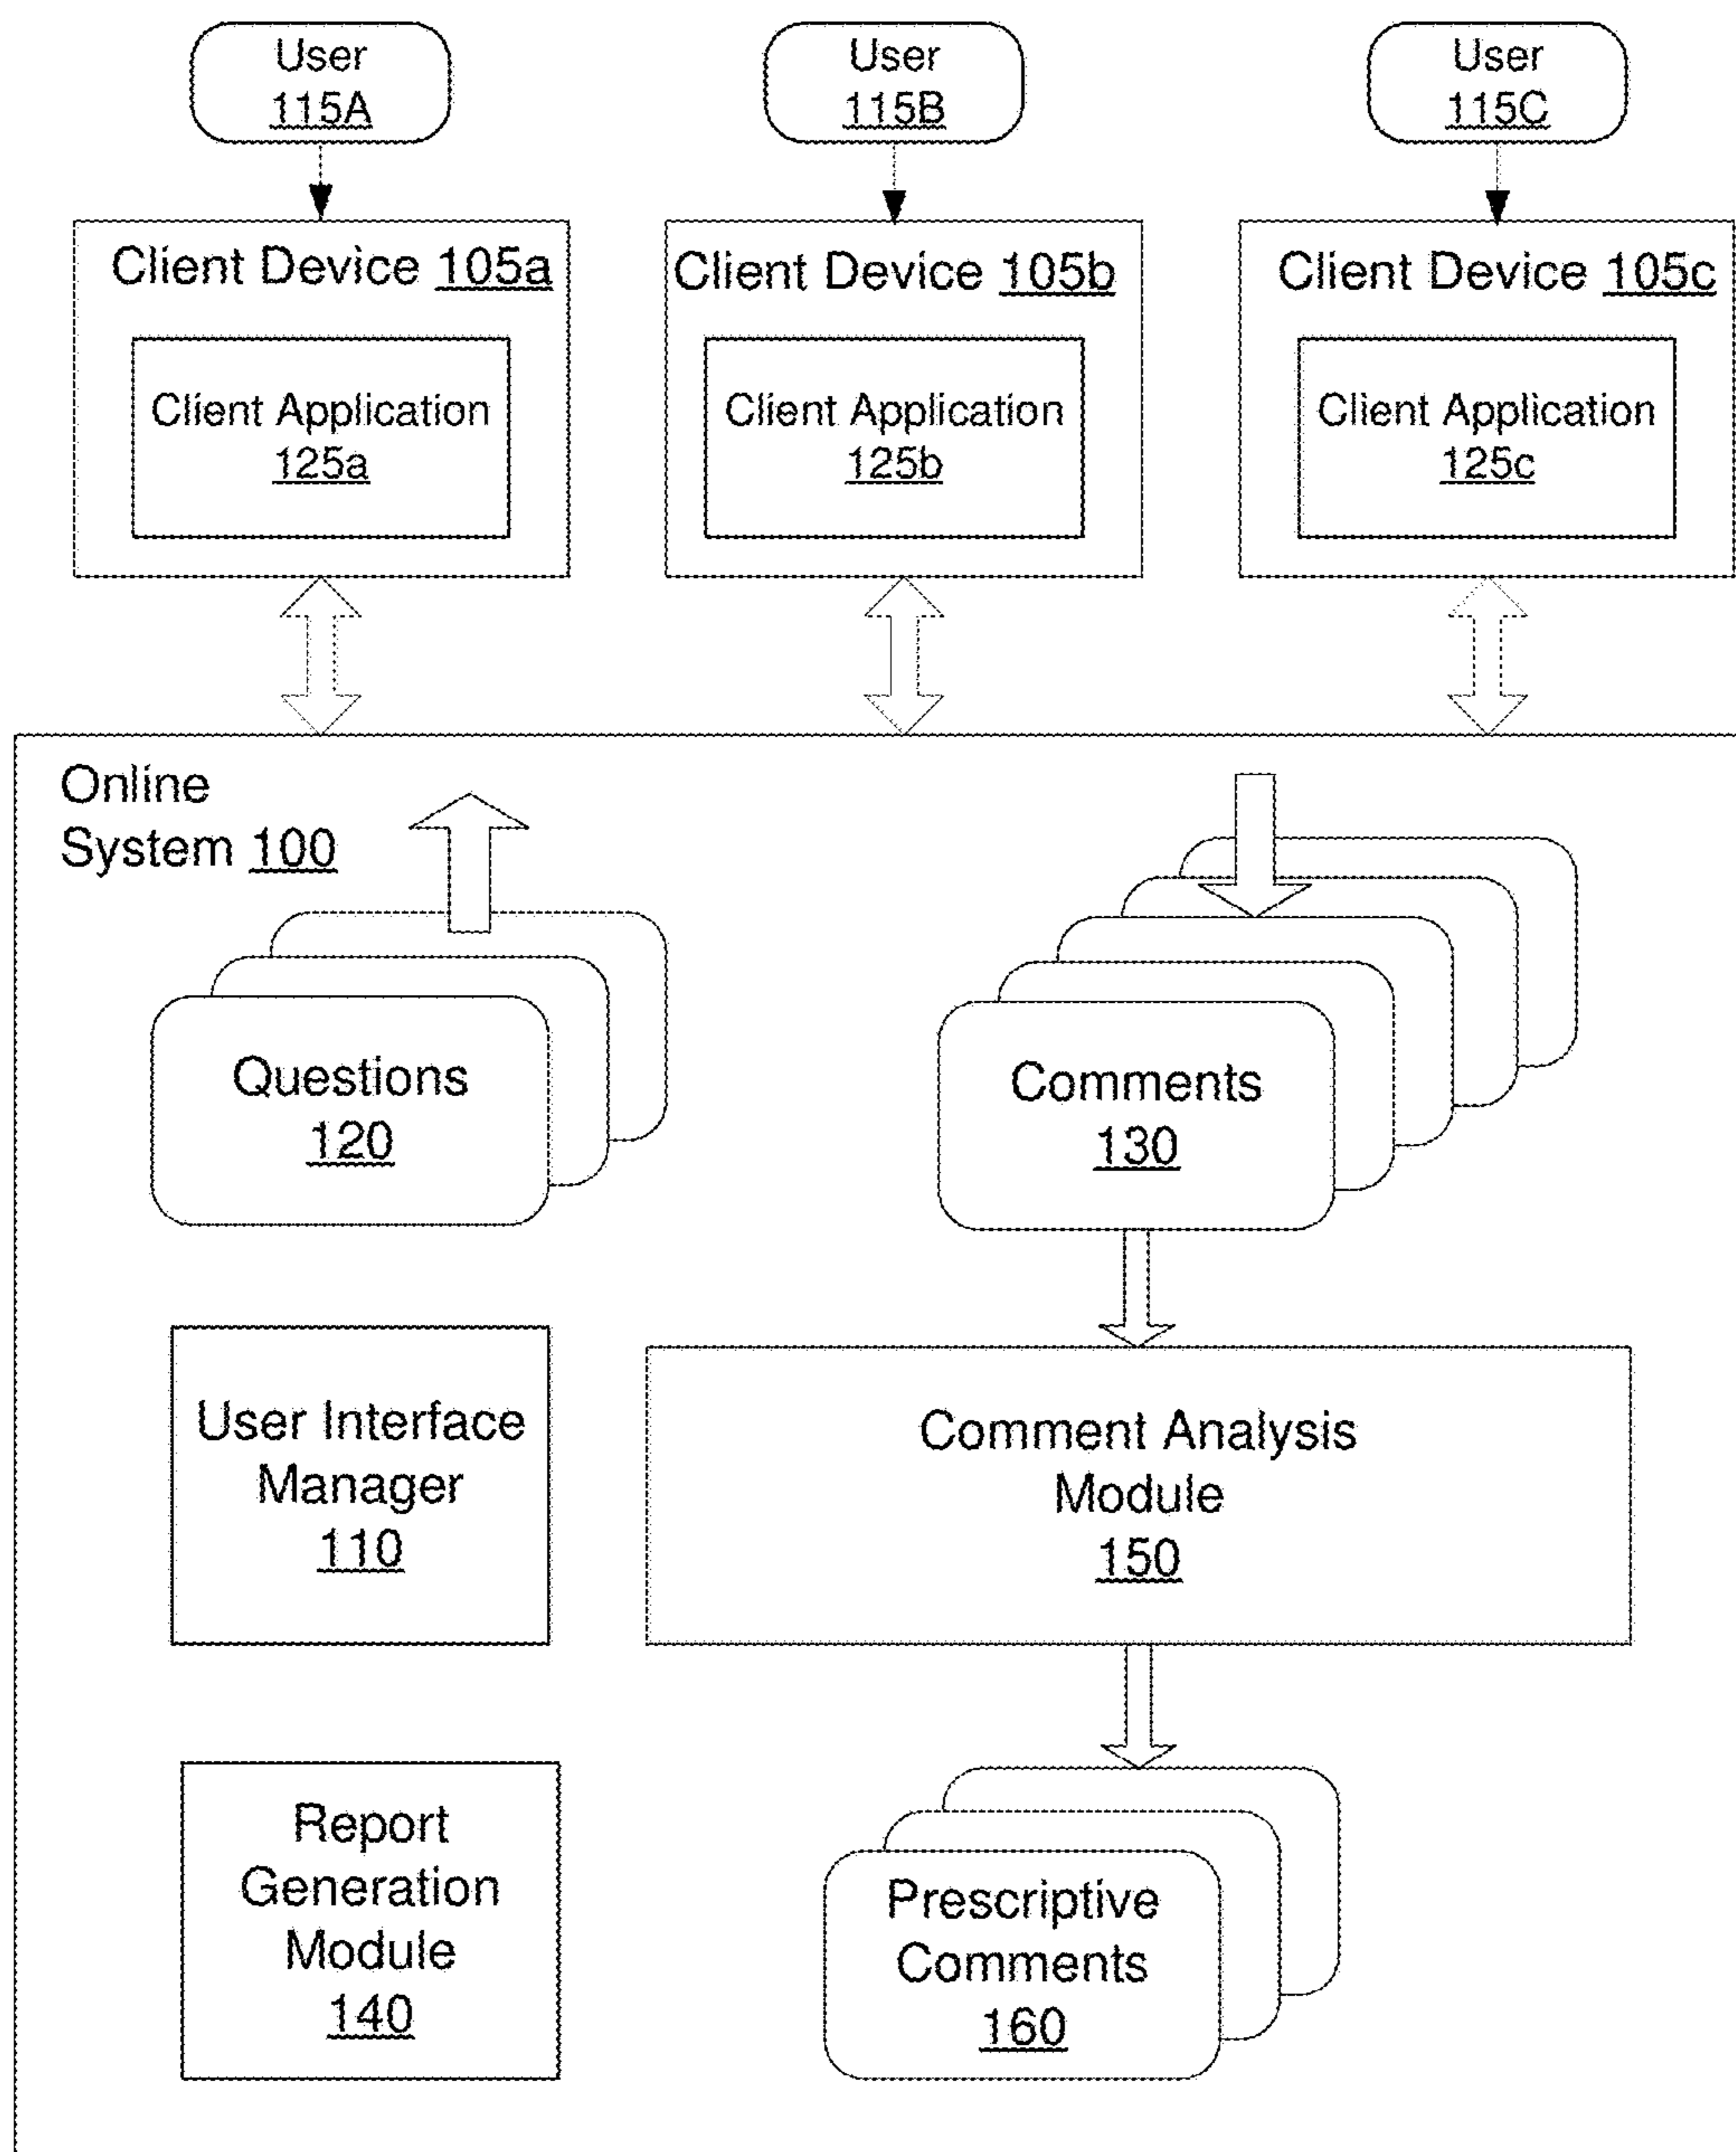 User
115A
User
115B
User
115C
Client Device 105a
Client Application
125a
Client Device 105b
Client Application
125b
Client Device 105c
Client Application
125c
Online
System 100
Questions
120
Comments
130
User Interface
Manager
110
Comment Analysis
Module
150
Report
Generation
Module
140
Prescriptive
Comments
160